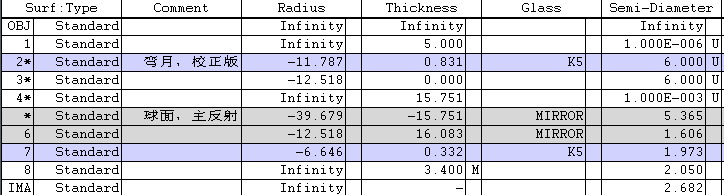 Surf:Type Comment Radius Thickness Glass Semi-Diameter
OBJ Standard Infinity Infinity Infinity
1 Standard Infinity 5.000 1.000E-006 U
2* Standard 弯月，校正版 -11.787 0.831 K5 6.000 U
3* Standard -12.518 0.000 6.000 U
4* Standard Infinity 15.751 1.000E-003 U
* Standard 球面，主反射 -39.679 -15.751 MIRROR 5.365
6 Standard -12.518 16.083 MIRROR 1.606
7 Standard -6.646 0.332 K5 1.973
8 Standard Infinity 3.400 M 2.050
IMA Standard Infinity - 2.682